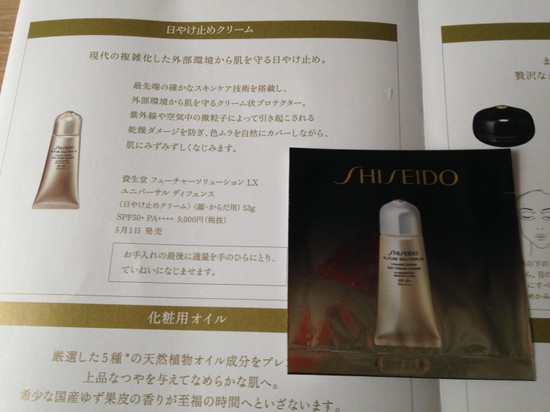 日やけ止めクリーム
現代の複雑化した外部環境から肌を守る日やけ止め。
最先端の確かなスキンケア技術を搭載し、
外部環境から肌を守るクリーム状プロテクター。
紫外線や空気中の微粒子によって引き起こされる
乾燥ダメージを防ぎ、色ムラを自然にカバーしながら、
肌にみずみずしくなじみます。
資生堂 フューチャーソリューション LX
ユニバーサル ディフェンス
(日やけ止めクリーム)〈顔・からだ用〉53g
SPF50+ PA++++ 9,000円(税抜)
5月1日 発売
お手入れの最後に適量を手のひらにとり、
ていねいになじませます。
化粧用オイル
厳選した5種*の天然植物オイル成分をブレ
上品なつやを与えてなめらかな肌へ。
希少な国産ゆず果皮の香りが至福の時間へといざないます。
ま
贅沢な
SHISEIDO
SHISEIDO
FUTURE SOLUTION LX